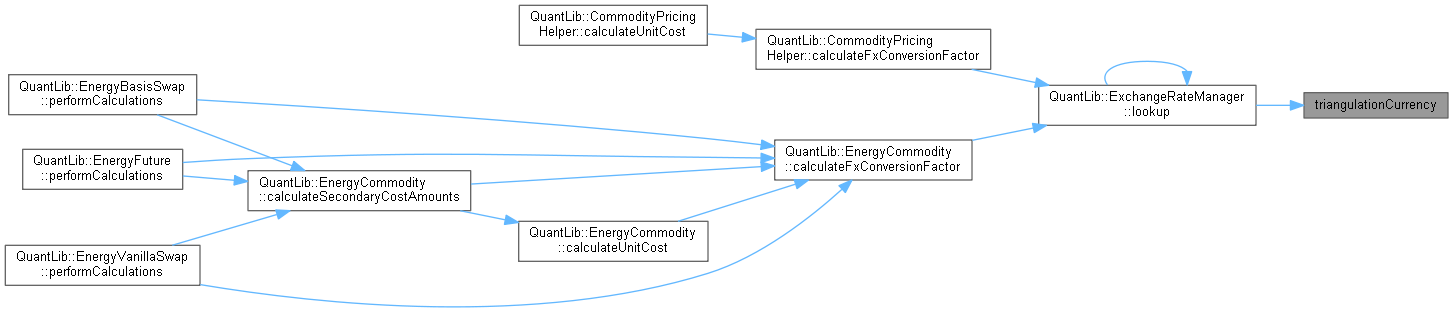 QuantLib::CommodityPricing
Helper::calculateUnitCost
QuantLib::CommodityPricing
Helper::calculateFxConversionFactor
QuantLib::EnergyBasisSwap
::performCalculations
QuantLib::ExchangeRateManager
::lookup
triangulationCurrency
QuantLib::EnergyFuture
::performCalculations
QuantLib::EnergyCommodity
::calculateFxConversionFactor
QuantLib::EnergyCommodity
::calculateSecondaryCostAmounts
QuantLib::EnergyCommodity
::calculateUnitCost
QuantLib::EnergyVanillaSwap
::performCalculations